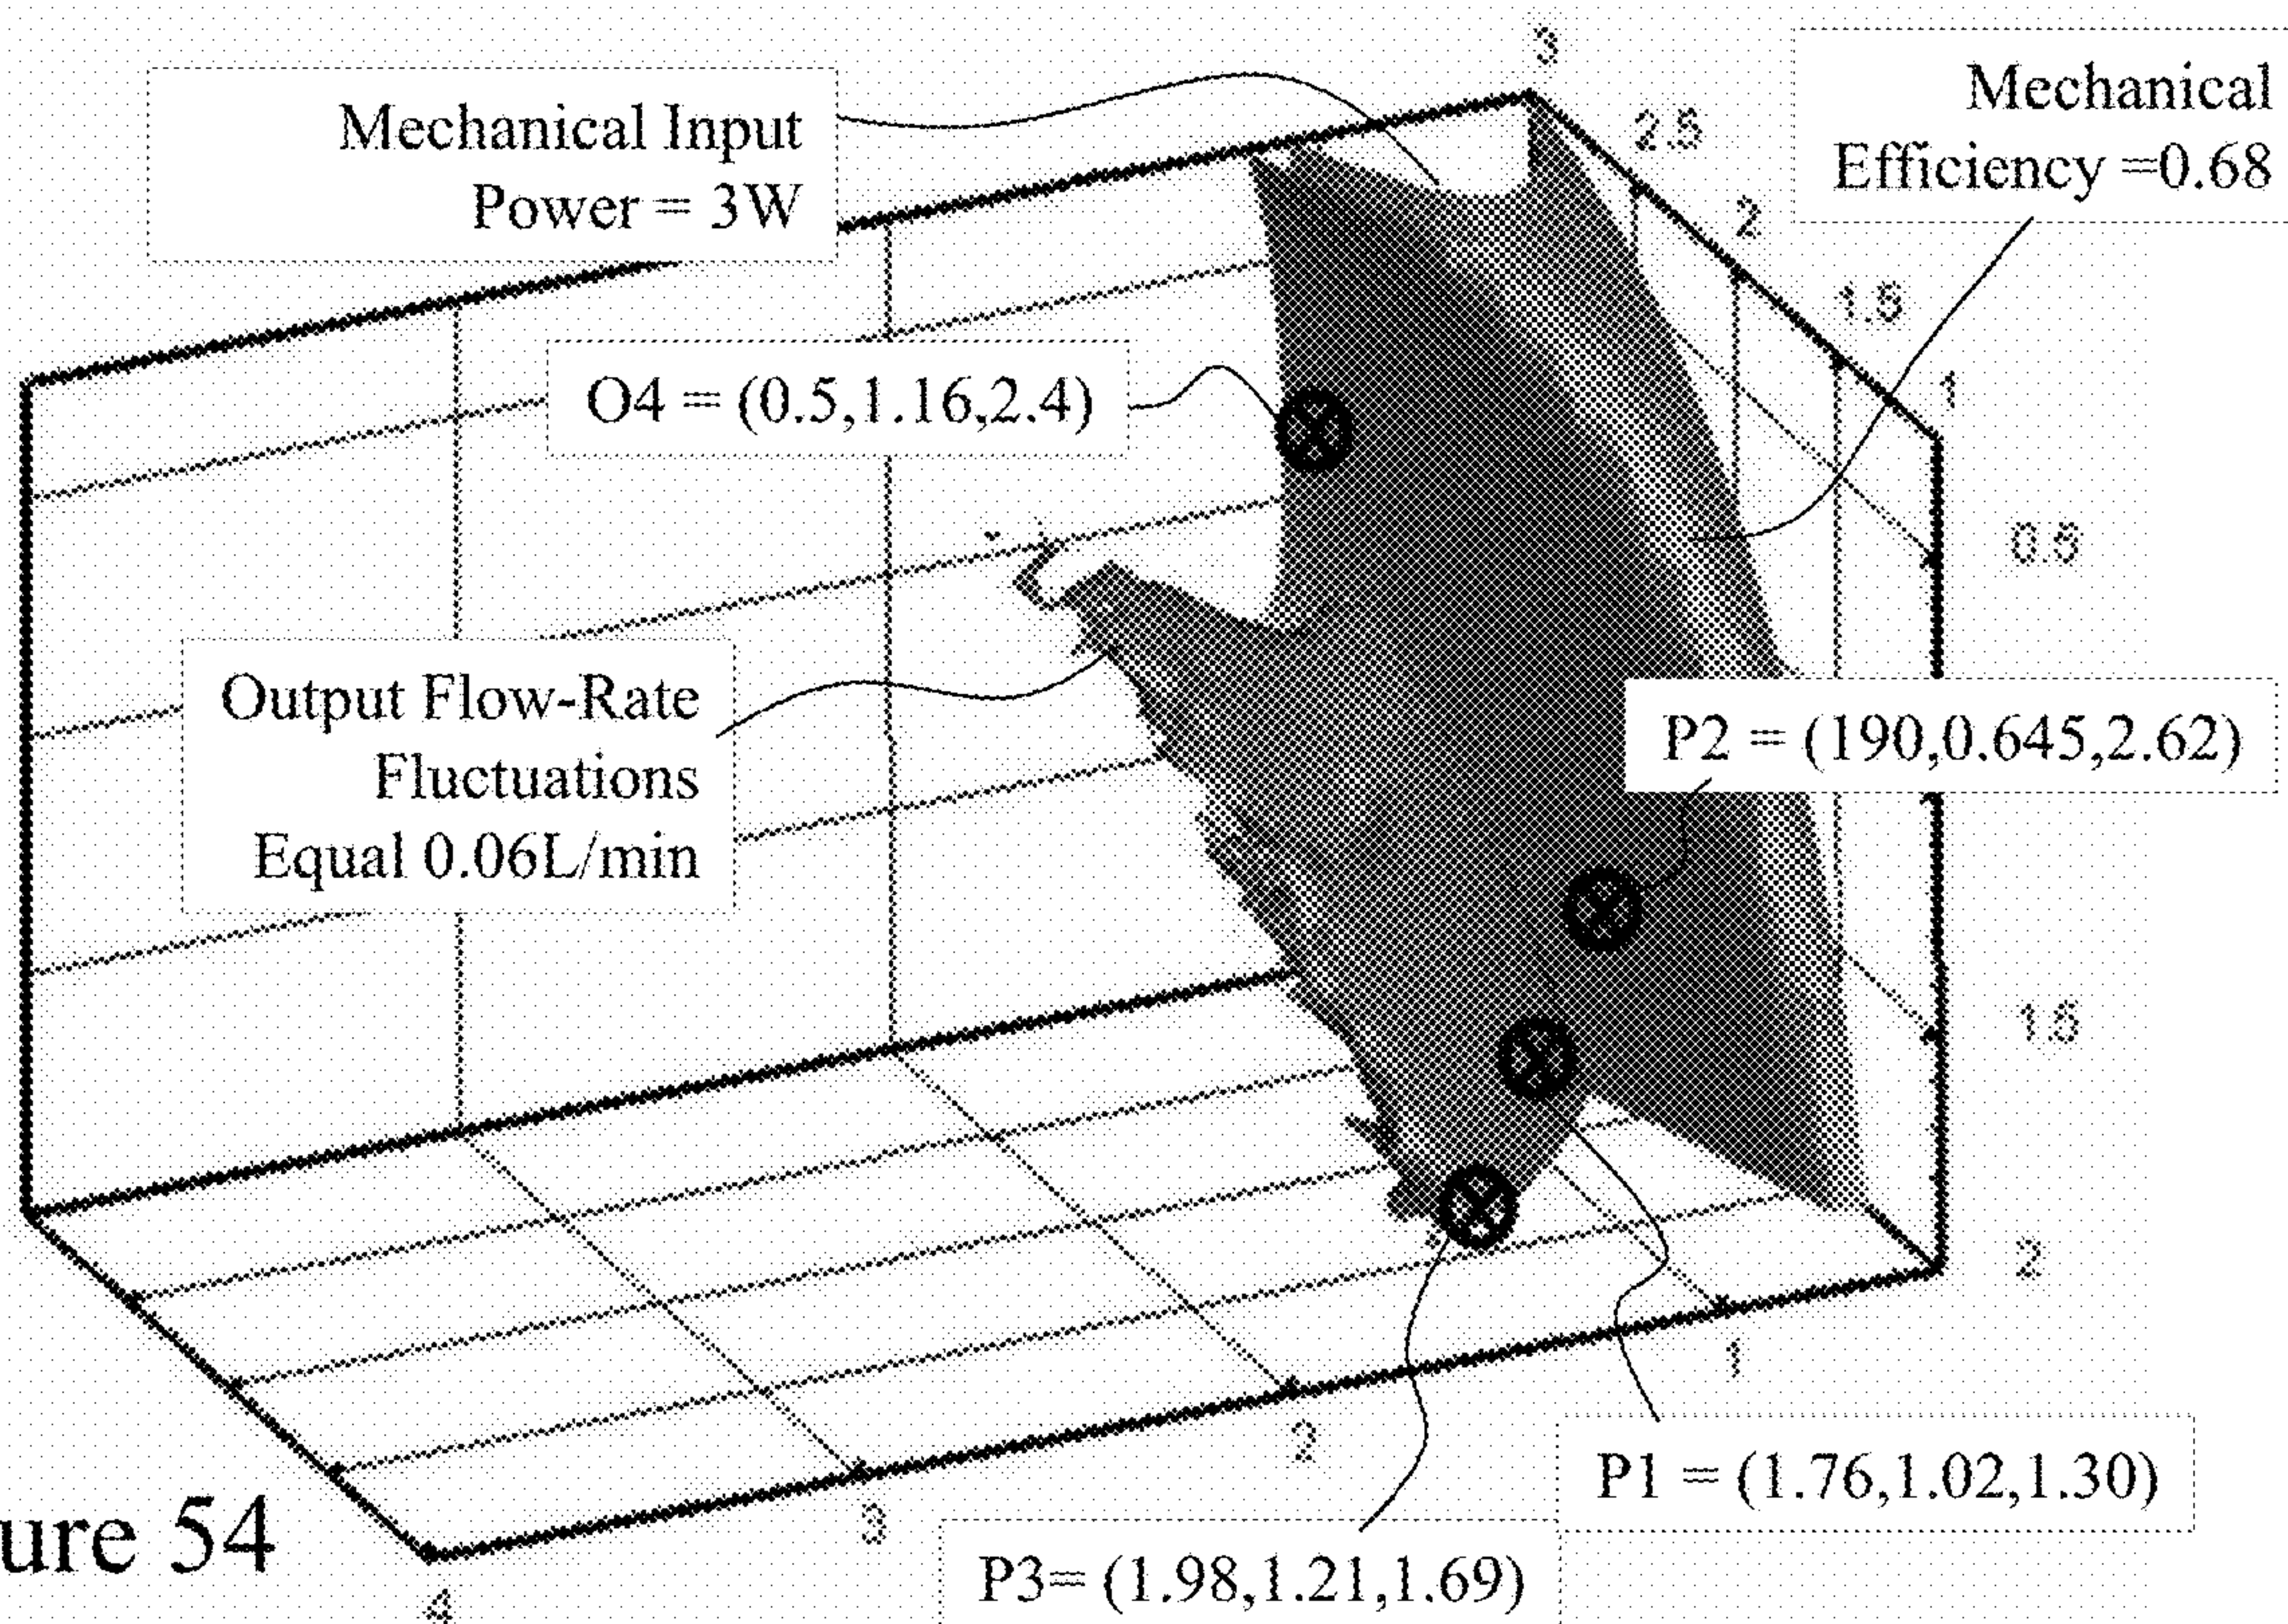 3
Mechanical Input
Power = 3W
2.5
Mechanical
Efficiency =0.68
2
1.5
1
O4 = (0.5,1.16,2.4)
0.5
Output Flow-Rate
Fluctuations
Equal 0.06L/min
P2 = (190,0.645,2.62)
1.5
2
1
2
P1 = (1.76,1.02,1.30)
3
ure 54
P3= (1.98,1.21,1.69)
4